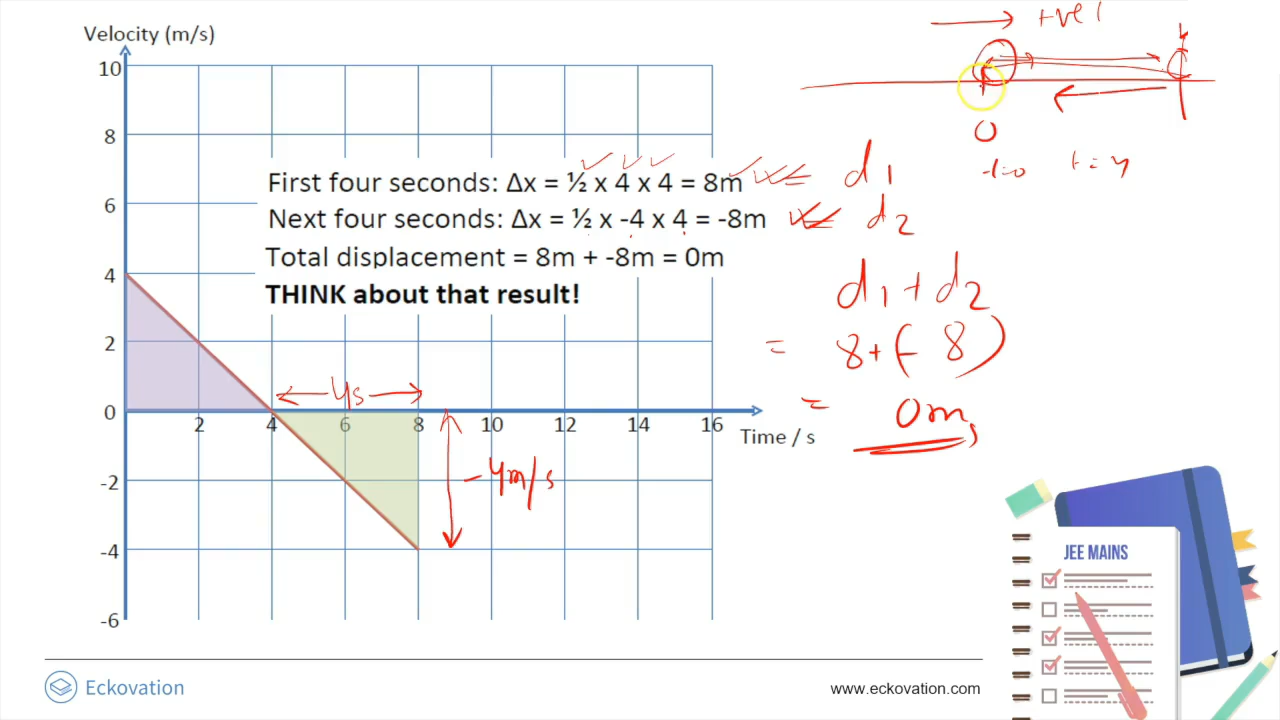 Velocity (m/s)
+ve
10
8
6
4
2
0
-2
-4
-6
2 4 6 8 10 12 14 16
Time / s
First four seconds: Δx = ½ x 4 x 4 = 8m
Next four seconds: Δx = ½ x -4 x 4 = -8m
Total displacement = 8m + -8m = 0m
THINK about that result!
0
t=0 t=4
d1
d2
d1+d2
= 8+(-8)
= 0m
4s
-4m/s
JEE MAINS
Eckovation
www.eckovation.com